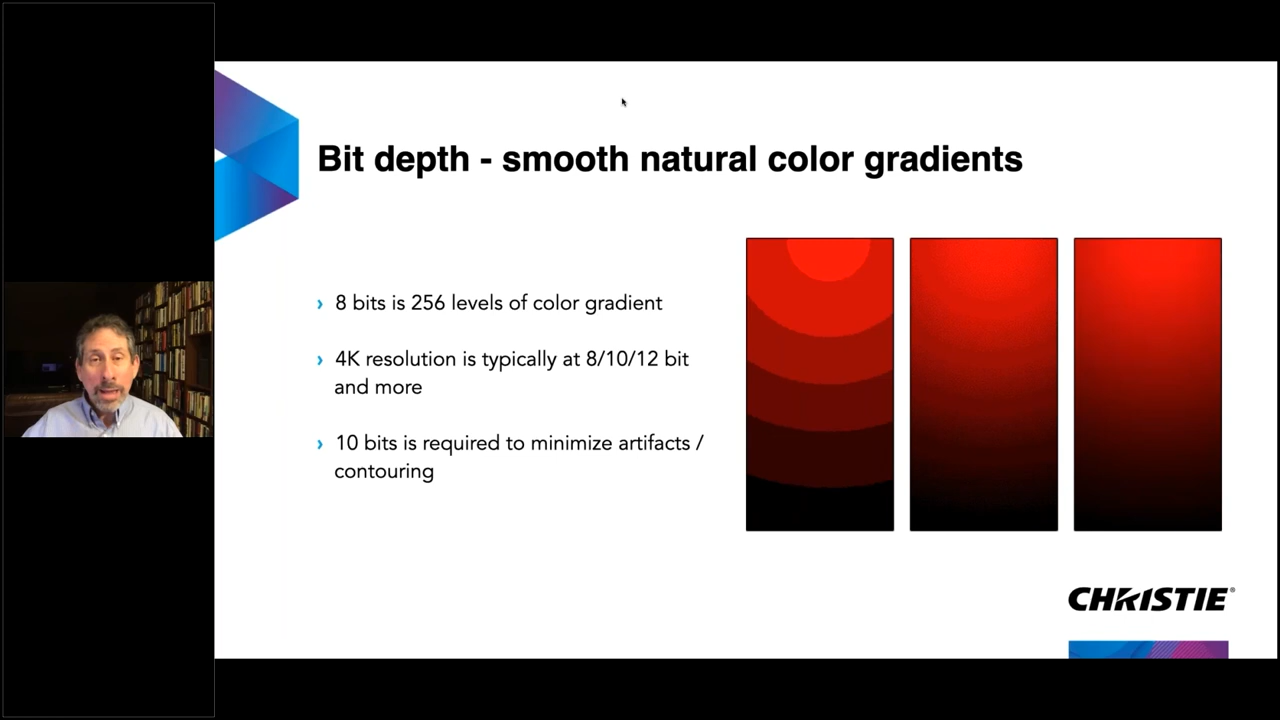 Bit depth - smooth natural color gradients
› 8 bits is 256 levels of color gradient
› 4K resolution is typically at 8/10/12 bit
and more
› 10 bits is required to minimize artifacts /
contouring
CHRISTIE®